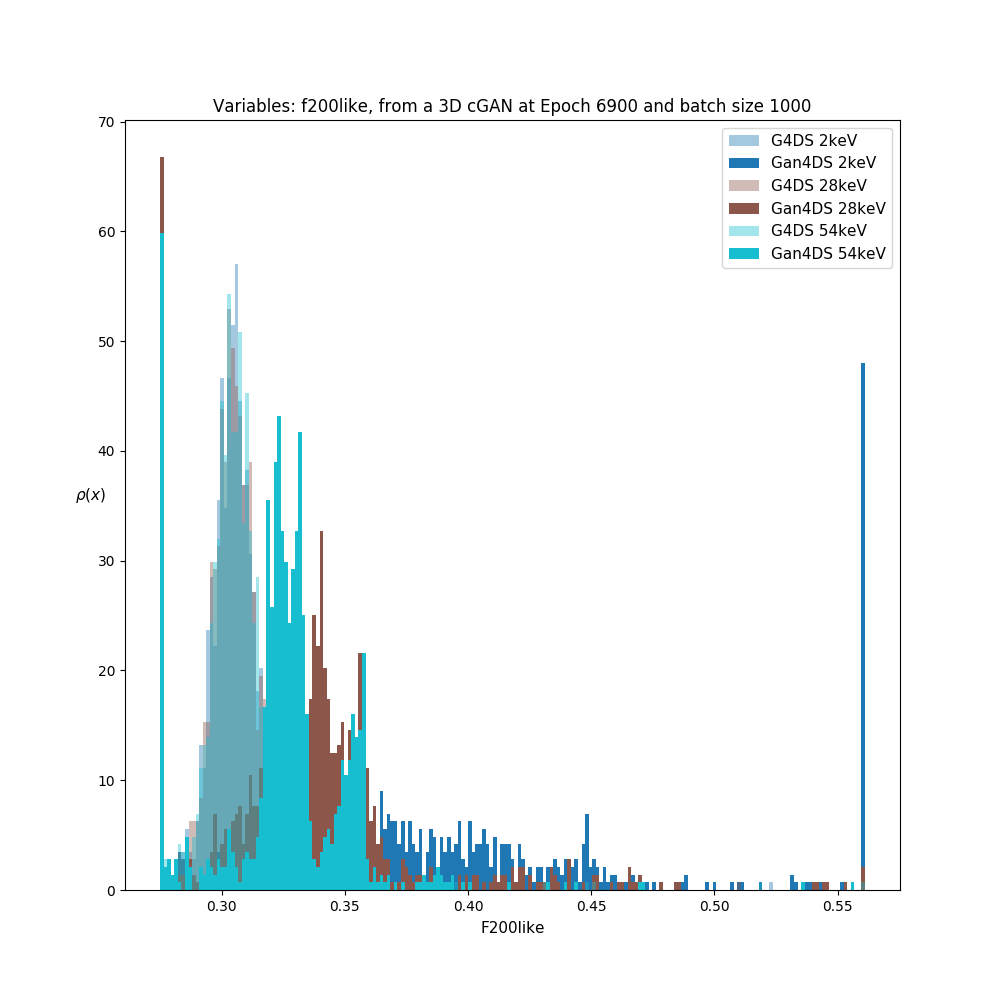 Variables: f200like, from a 3D cGAN at Epoch 6900 and batch size 1000
70
60
50
40
30
20
10
0
ρ(x)
G4DS 2keV
Gan4DS 2keV
G4DS 28keV
Gan4DS 28keV
G4DS 54keV
Gan4DS 54keV
0.30 0.35 0.40 0.45 0.50 0.55
F200like